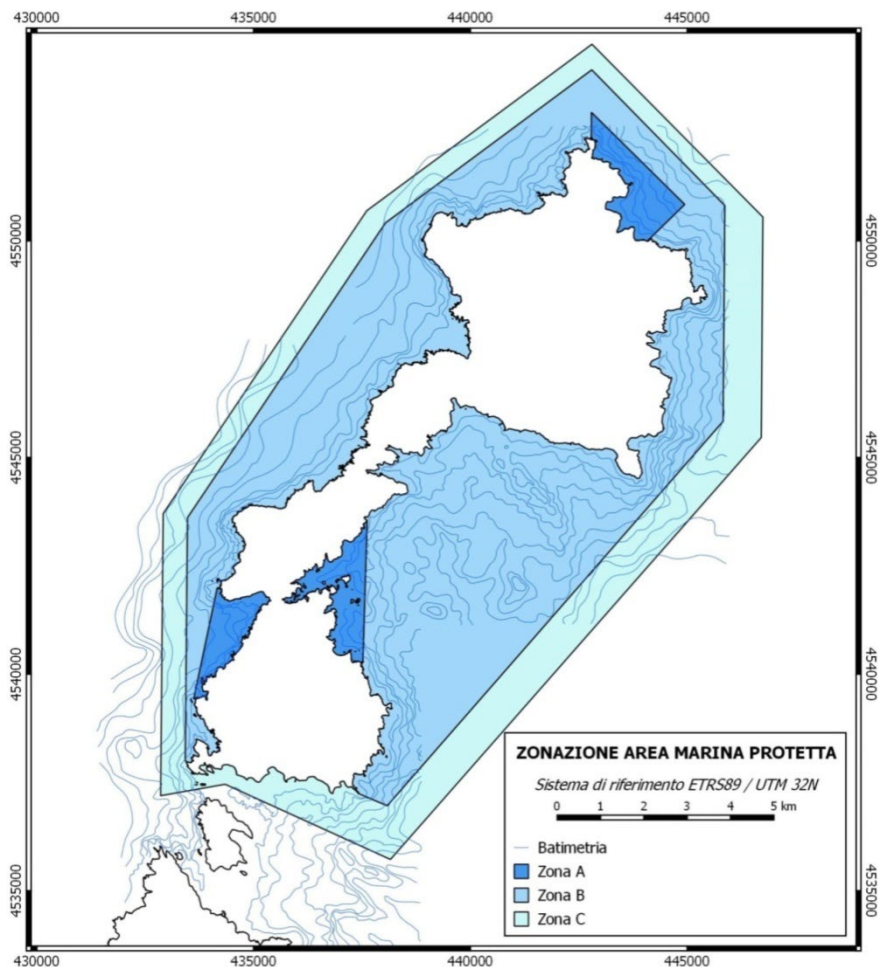 430000 435000 440000 445000
4550000 4550000
4545000 4545000
4540000 4540000
4535000 4535000
ZONAZIONE AREA MARINA PROTETTA
Sistema di riferimento ETRS89 / UTM 32N
0 1 2 3 4 5 km
Batimetria
Zona A
Zona B
Zona C
430000 435000 440000 445000